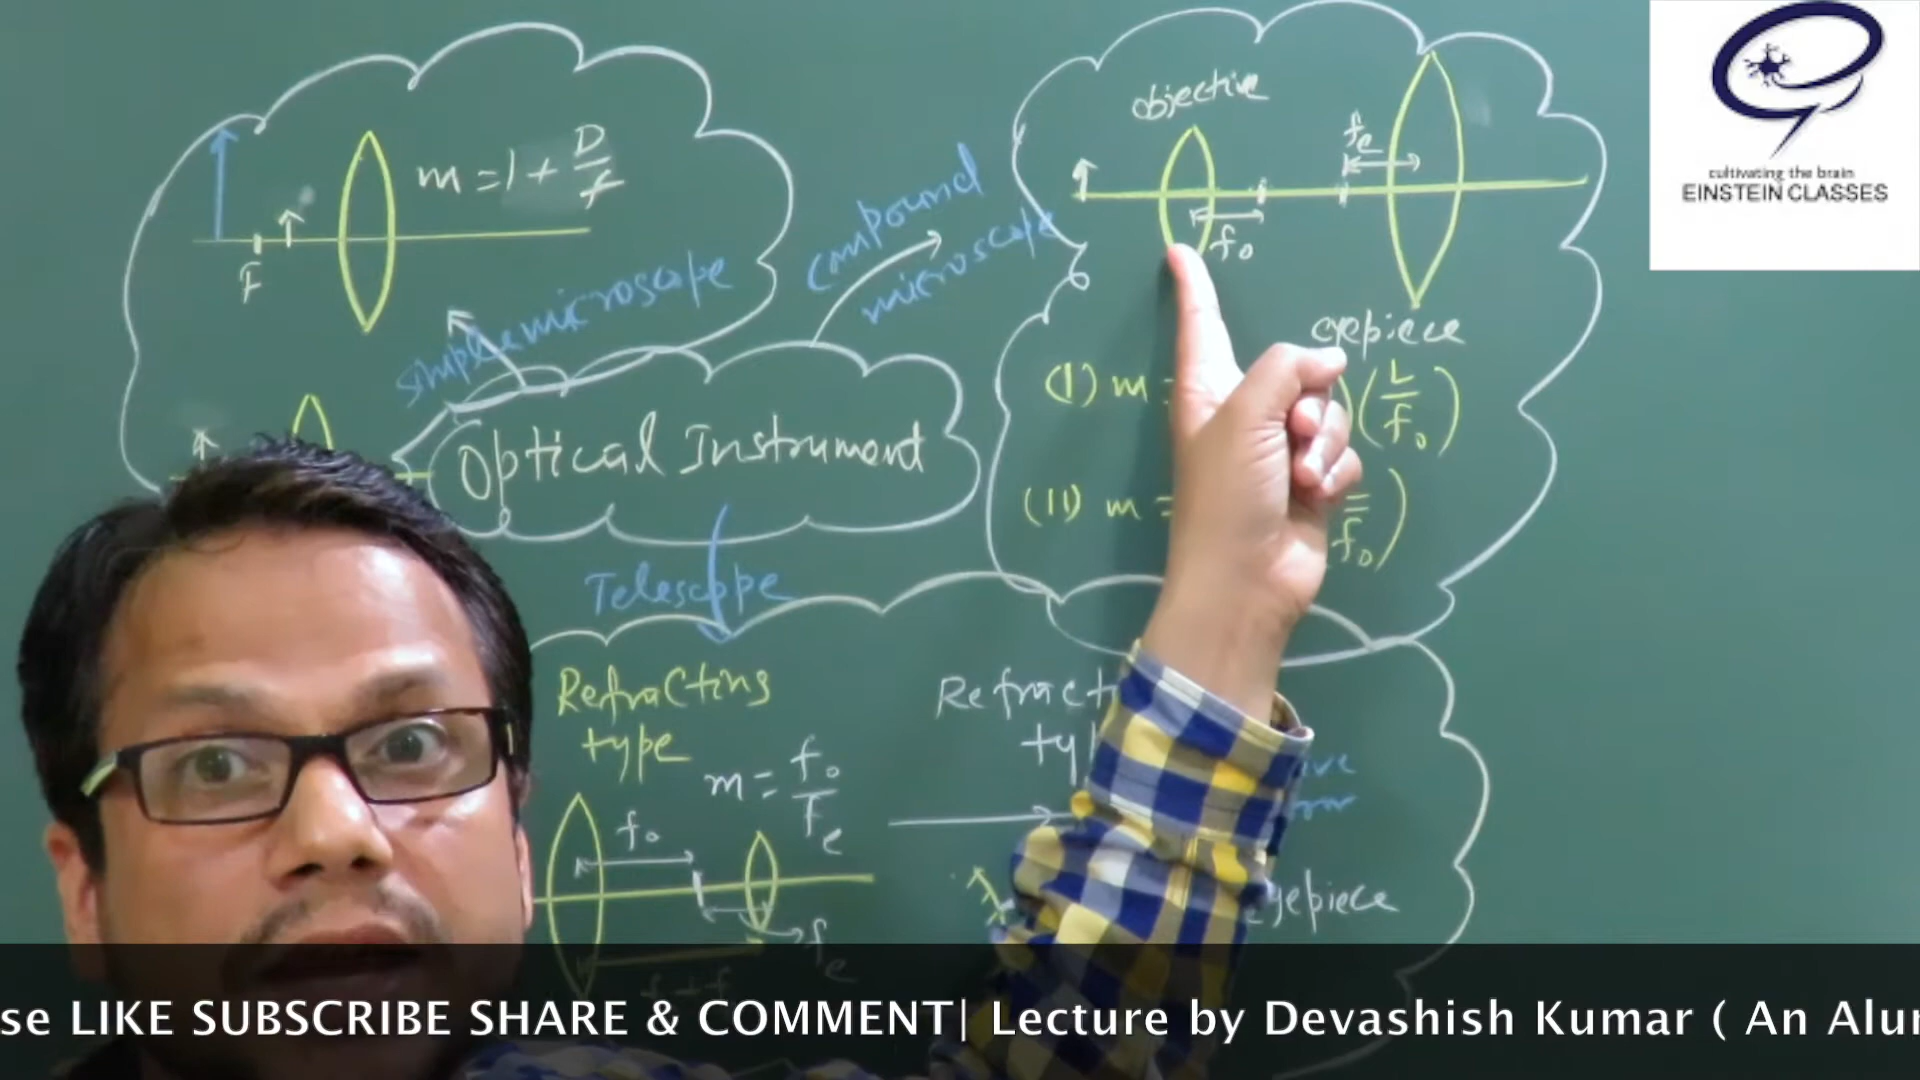 m = 1 + D/f
F
simple microscope
compound
microscope
objective
fe
fo
eyepiece
(I) m = ) (L/fo)
(II) m = fo)
Optical Instrument
Telescope
Refracting
type
m = fo/fe
fo
fe
eyepiece
cultivating the brain
EINSTEIN CLASSES
se LIKE SUBSCRIBE SHARE & COMMENT| Lecture by Devashish Kumar ( An Alur